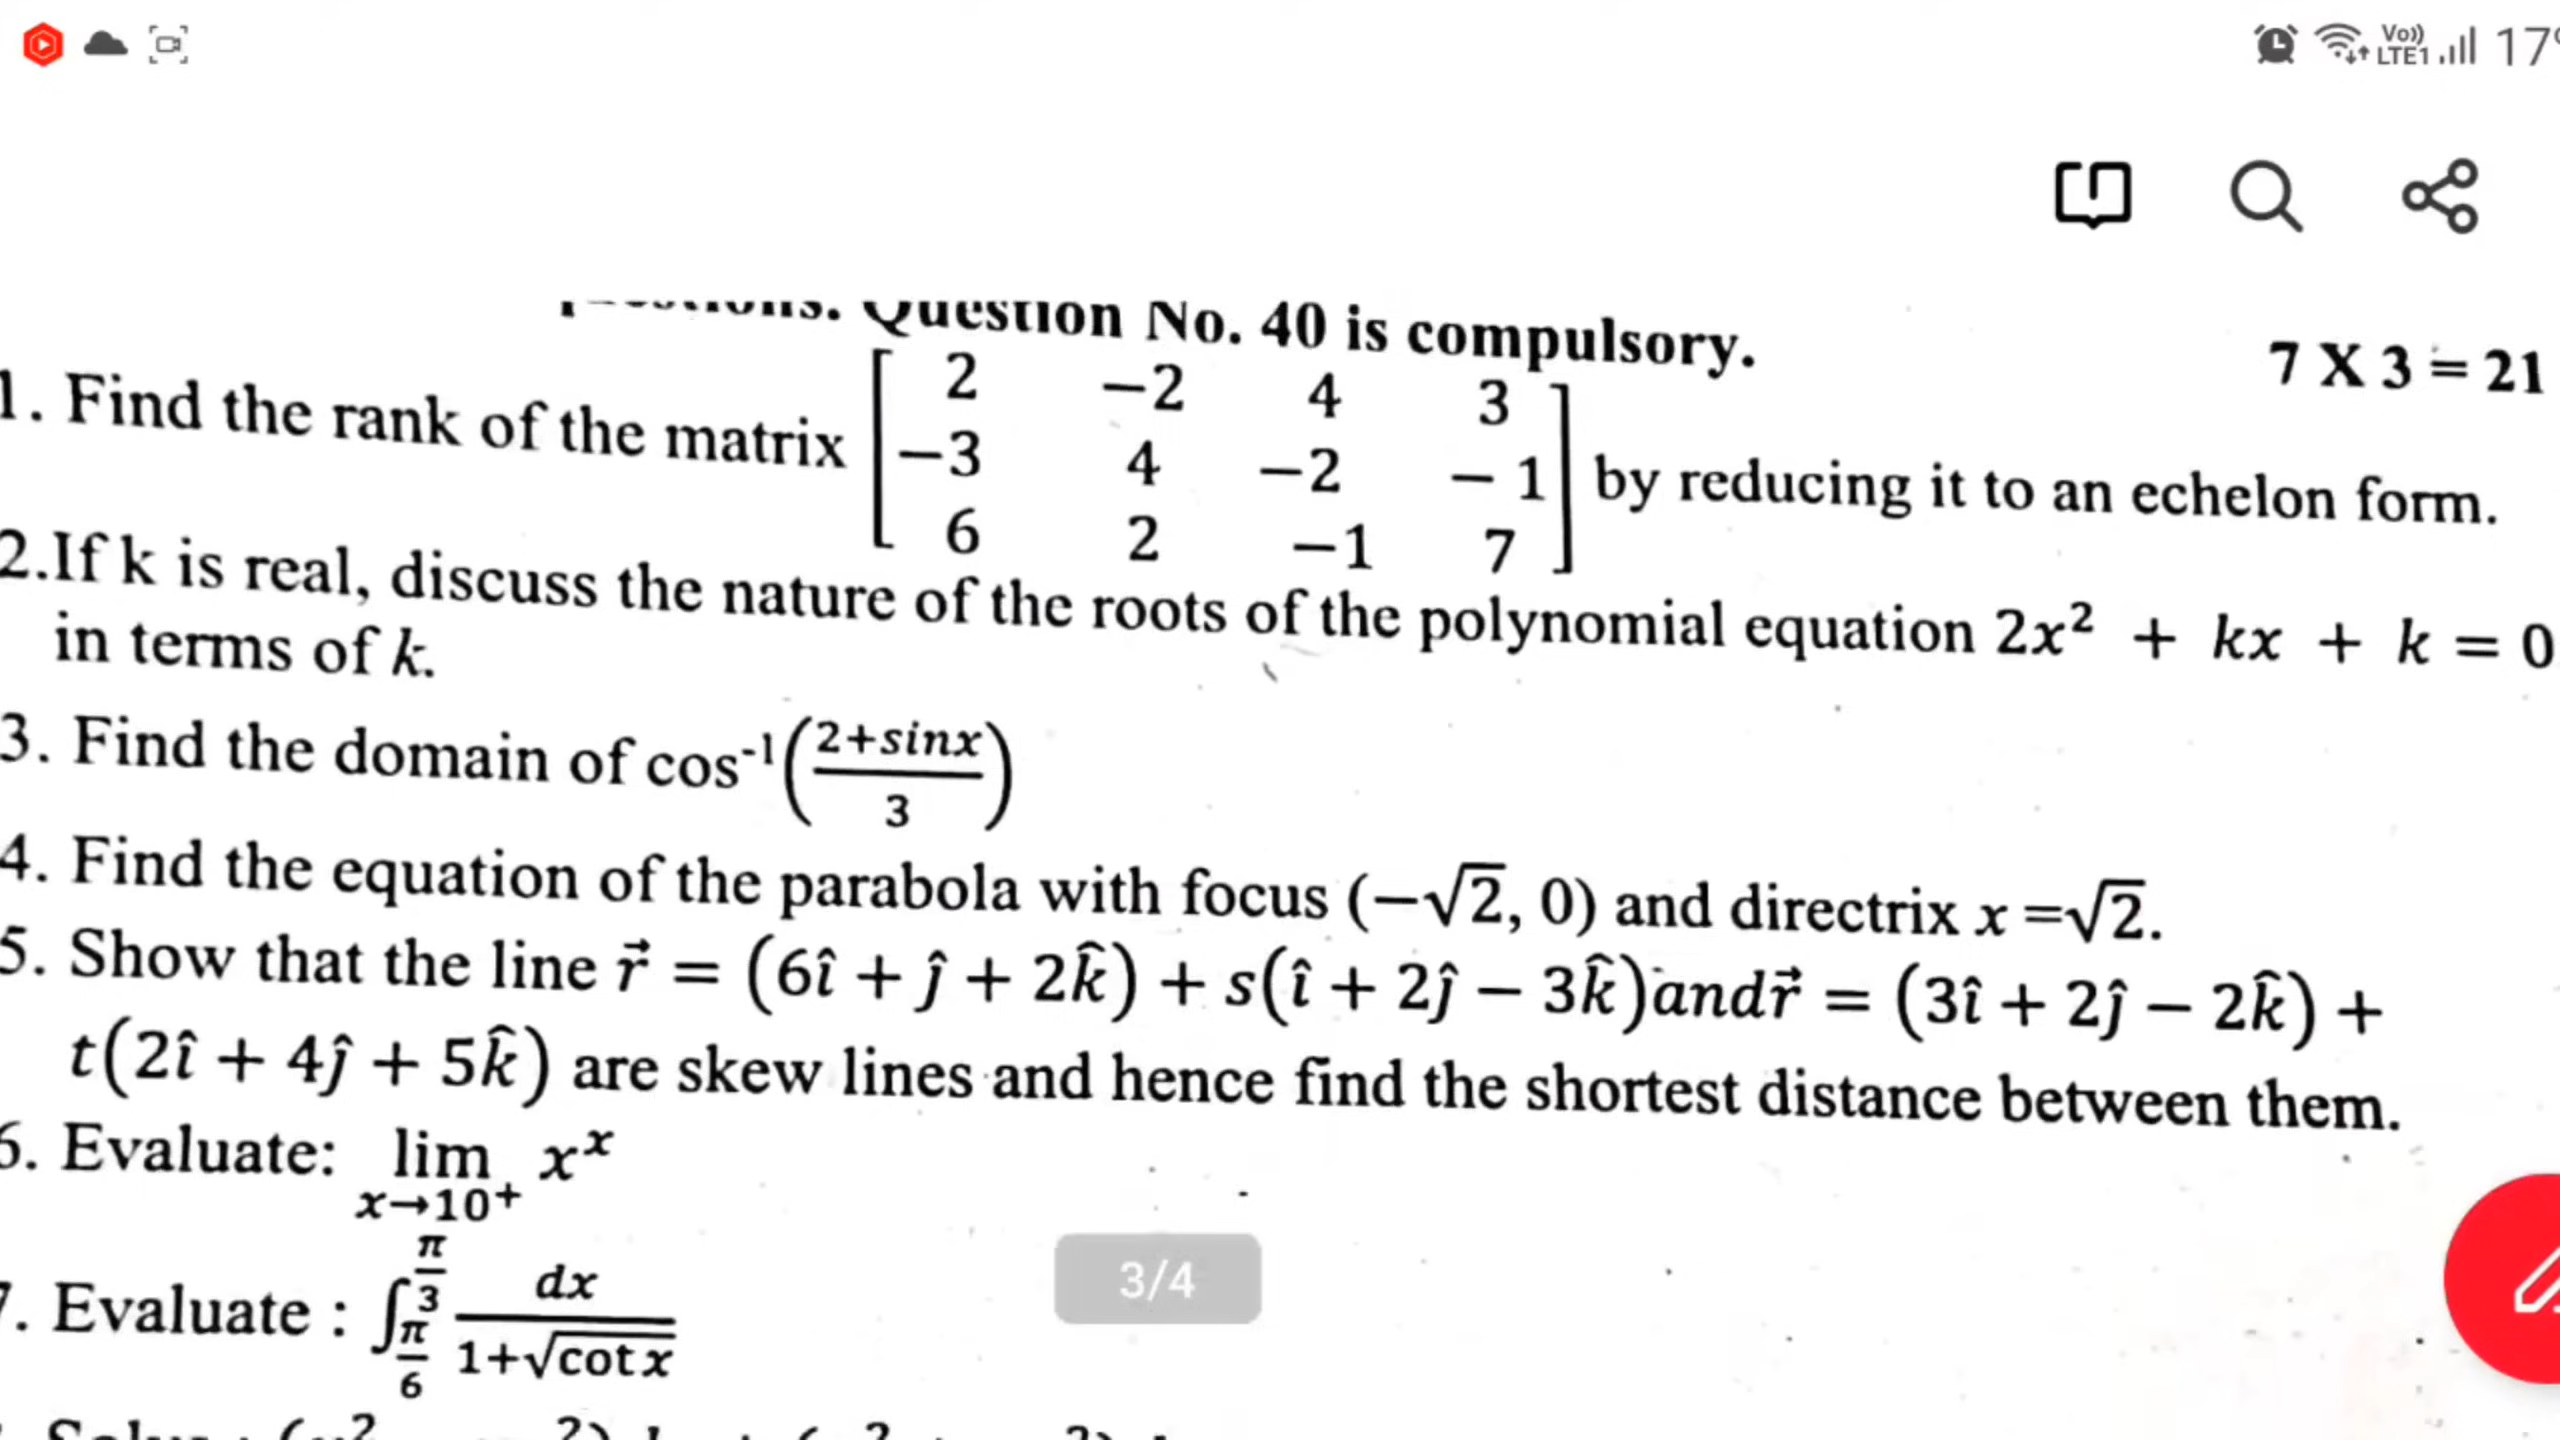 Vo)) LTE1 17
Question No. 40 is compulsory.
7 X 3 = 21
1. Find the rank of the matrix [2 −2 4 3; −3 4 −2 −1; 6 2 −1 7] by reducing it to an echelon form.
2.If k is real, discuss the nature of the roots of the polynomial equation 2x² + kx + k = 0
in terms of k.
3. Find the domain of cos⁻¹((2+sinx)/3)
4. Find the equation of the parabola with focus (−√2, 0) and directrix x =√2.
5. Show that the line r⃗ = (6î + ĵ + 2k̂) + s(î + 2ĵ − 3k̂)andr⃗ = (3î + 2ĵ − 2k̂) +
t(2î + 4ĵ + 5k̂) are skew lines and hence find the shortest distance between them.
6. Evaluate: lim x→10⁺ xˣ
7. Evaluate : ∫ π/6 π/3 dx/(1+√cot x)
3/4